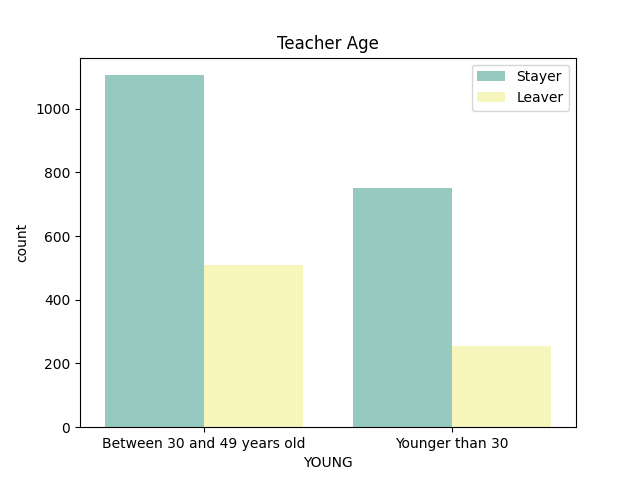 Teacher Age
Stayer
Leaver
1000
800
600
400
200
0
count
Between 30 and 49 years old
Younger than 30
YOUNG